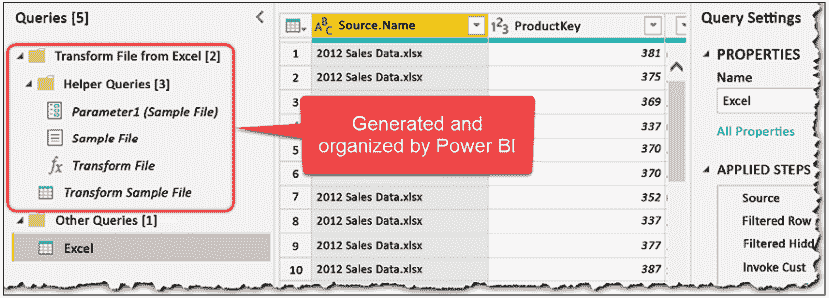 Queries [5]
Transform File from Excel [2]
Helper Queries [3]
Parameter1 (Sample File)
Sample File
fx Transform File
Transform Sample File
Other Queries [1]
Excel
ABC Source.Name
123 ProductKey
1 2012 Sales Data.xlsx 381
2 2012 Sales Data.xlsx 375
3 369
4 337
5 370
6 370
7 2012 Sales Data.xlsx 352
8 2012 Sales Data.xlsx 337
9 2012 Sales Data.xlsx 377
10 2012 Sales Data.xlsx 387
Generated and
organized by Power BI
Query Settings
PROPERTIES
Name
Excel
All Properties
APPLIED STEPS
Source
Filtered Row
Filtered Hidd
Invoke Cust